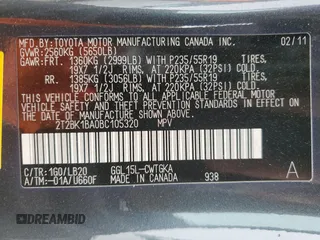 MFD.BY: TOYOTA MOTOR MANUFACTURING CANADA INC. 02/11
GVWR: 2560KG (5650LB)
GAWR: FRT. 1360KG (2999LB) WITH P235/55R19 TIRES,
19X7 1/2J RIMS, AT 220KPA (32PSI) COLD
RR. 1385KG (3056LB) WITH P235/55R19 TIRES,
19X7 1/2J RIMS, AT 220KPA (32PSI) COLD
THIS VEHICLE CONFORMS TO ALL APPLICABLE
FEDERAL MOTOR VEHICLE SAFETY
STANDARDS IN EFFECT ON THE DATE OF
MANUFACTURE SHOWN ABOVE.
2T2BK1BA0BC105320 MPV
C/TR: 1G0/LB20 GGL15L-CWTGKA
A/TM:-01A/U660F MADE IN CANADA 938 A
DREAMBID